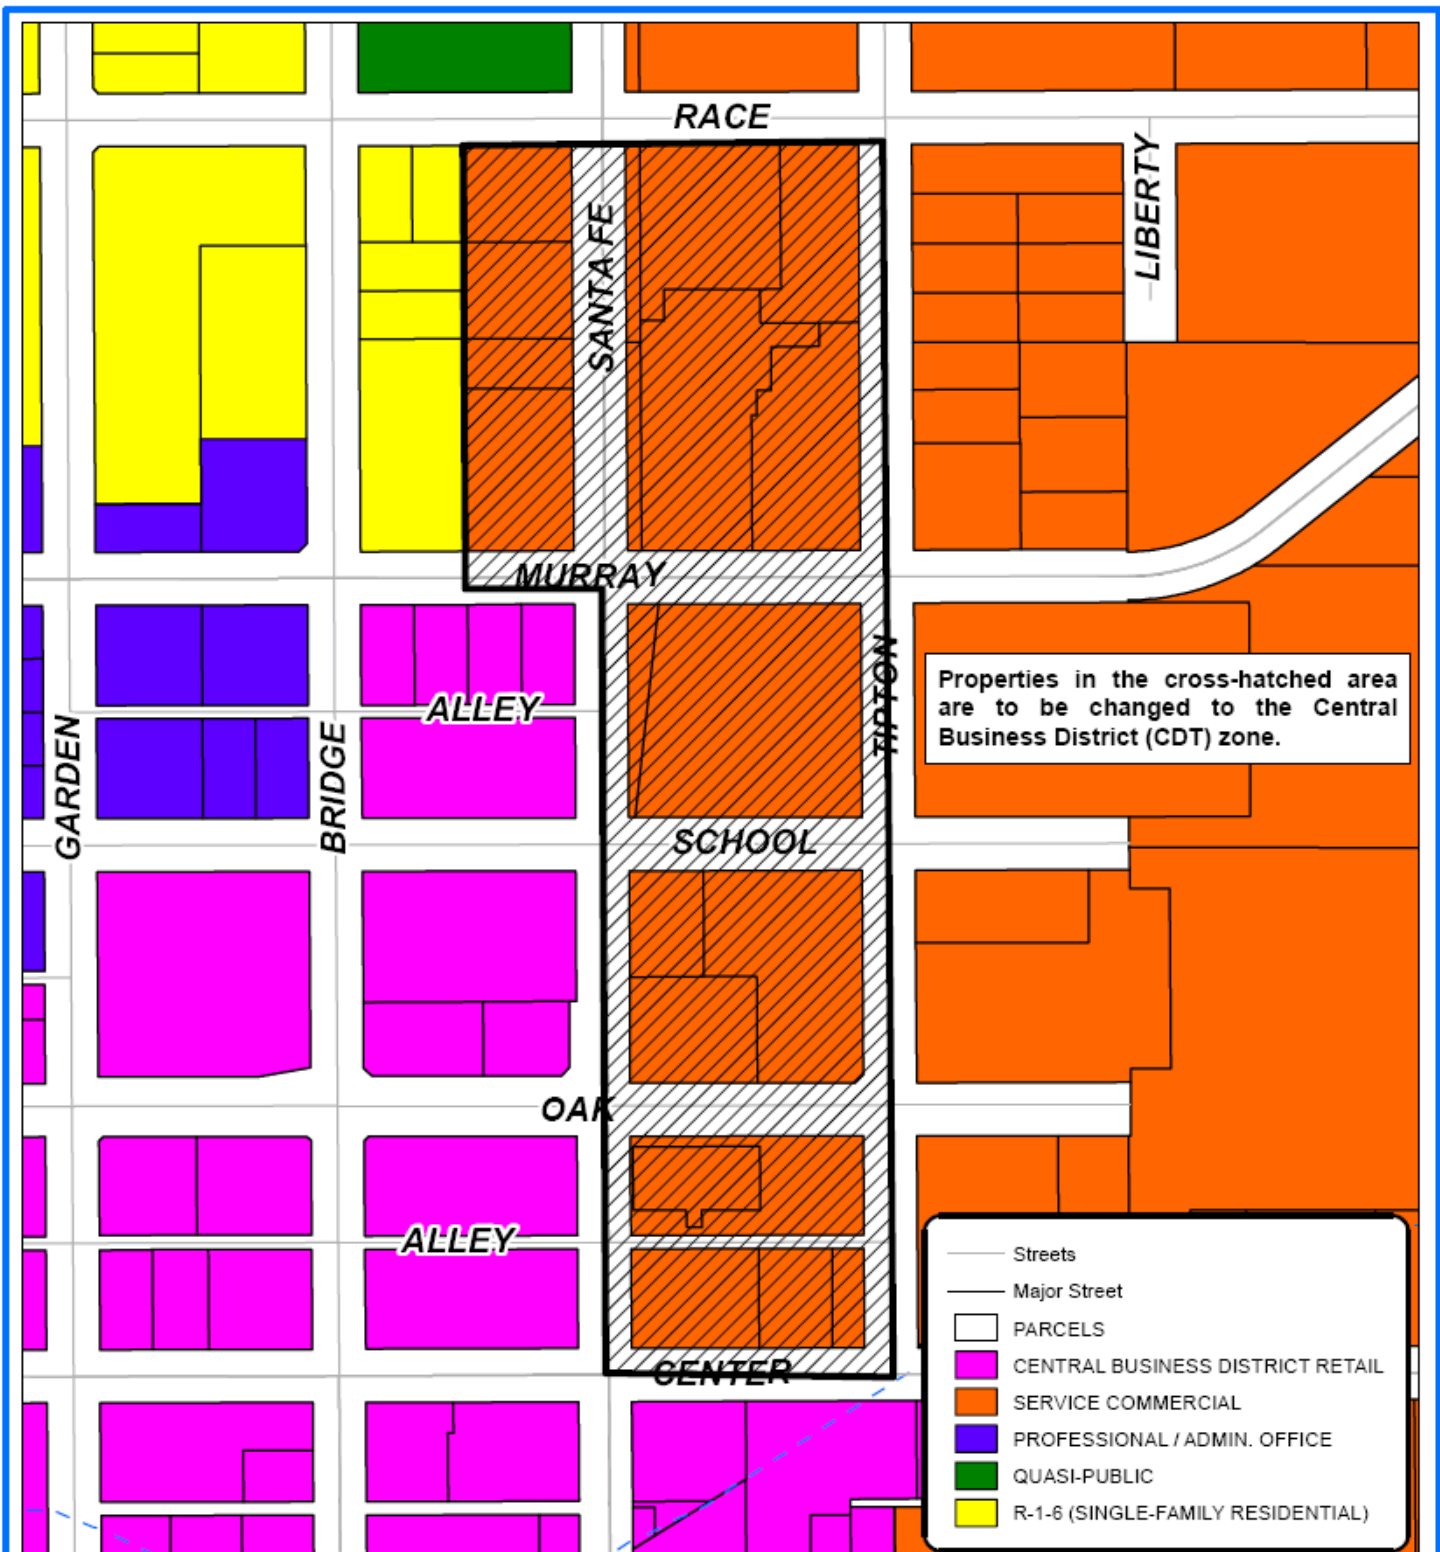 RACE
LIBERTY
SANTA FE
MURRAY
TIPTON
Properties in the cross-hatched area
are to be changed to the Central
Business District (CDT) zone.
ALLEY
GARDEN
BRIDGE
SCHOOL
OAK
ALLEY
CENTER
Streets
Major Street
PARCELS
CENTRAL BUSINESS DISTRICT RETAIL
SERVICE COMMERCIAL
PROFESSIONAL / ADMIN. OFFICE
QUASI-PUBLIC
R-1-6 (SINGLE-FAMILY RESIDENTIAL)